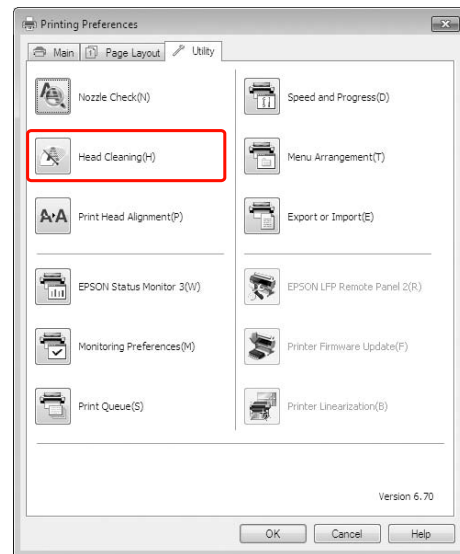 Printing Preferences
Main
Page Layout
Utility
Nozzle Check(N)
Speed and Progress(D)
Head Cleaning(H)
Menu Arrangement(T)
Print Head Alignment(P)
Export or Import(E)
EPSON Status Monitor 3(W)
EPSON LFP Remote Panel 2(R)
Monitoring Preferences(M)
Printer Firmware Update(F)
Print Queue(S)
Printer Linearization(B)
Version 6.70
OK
Cancel
Help